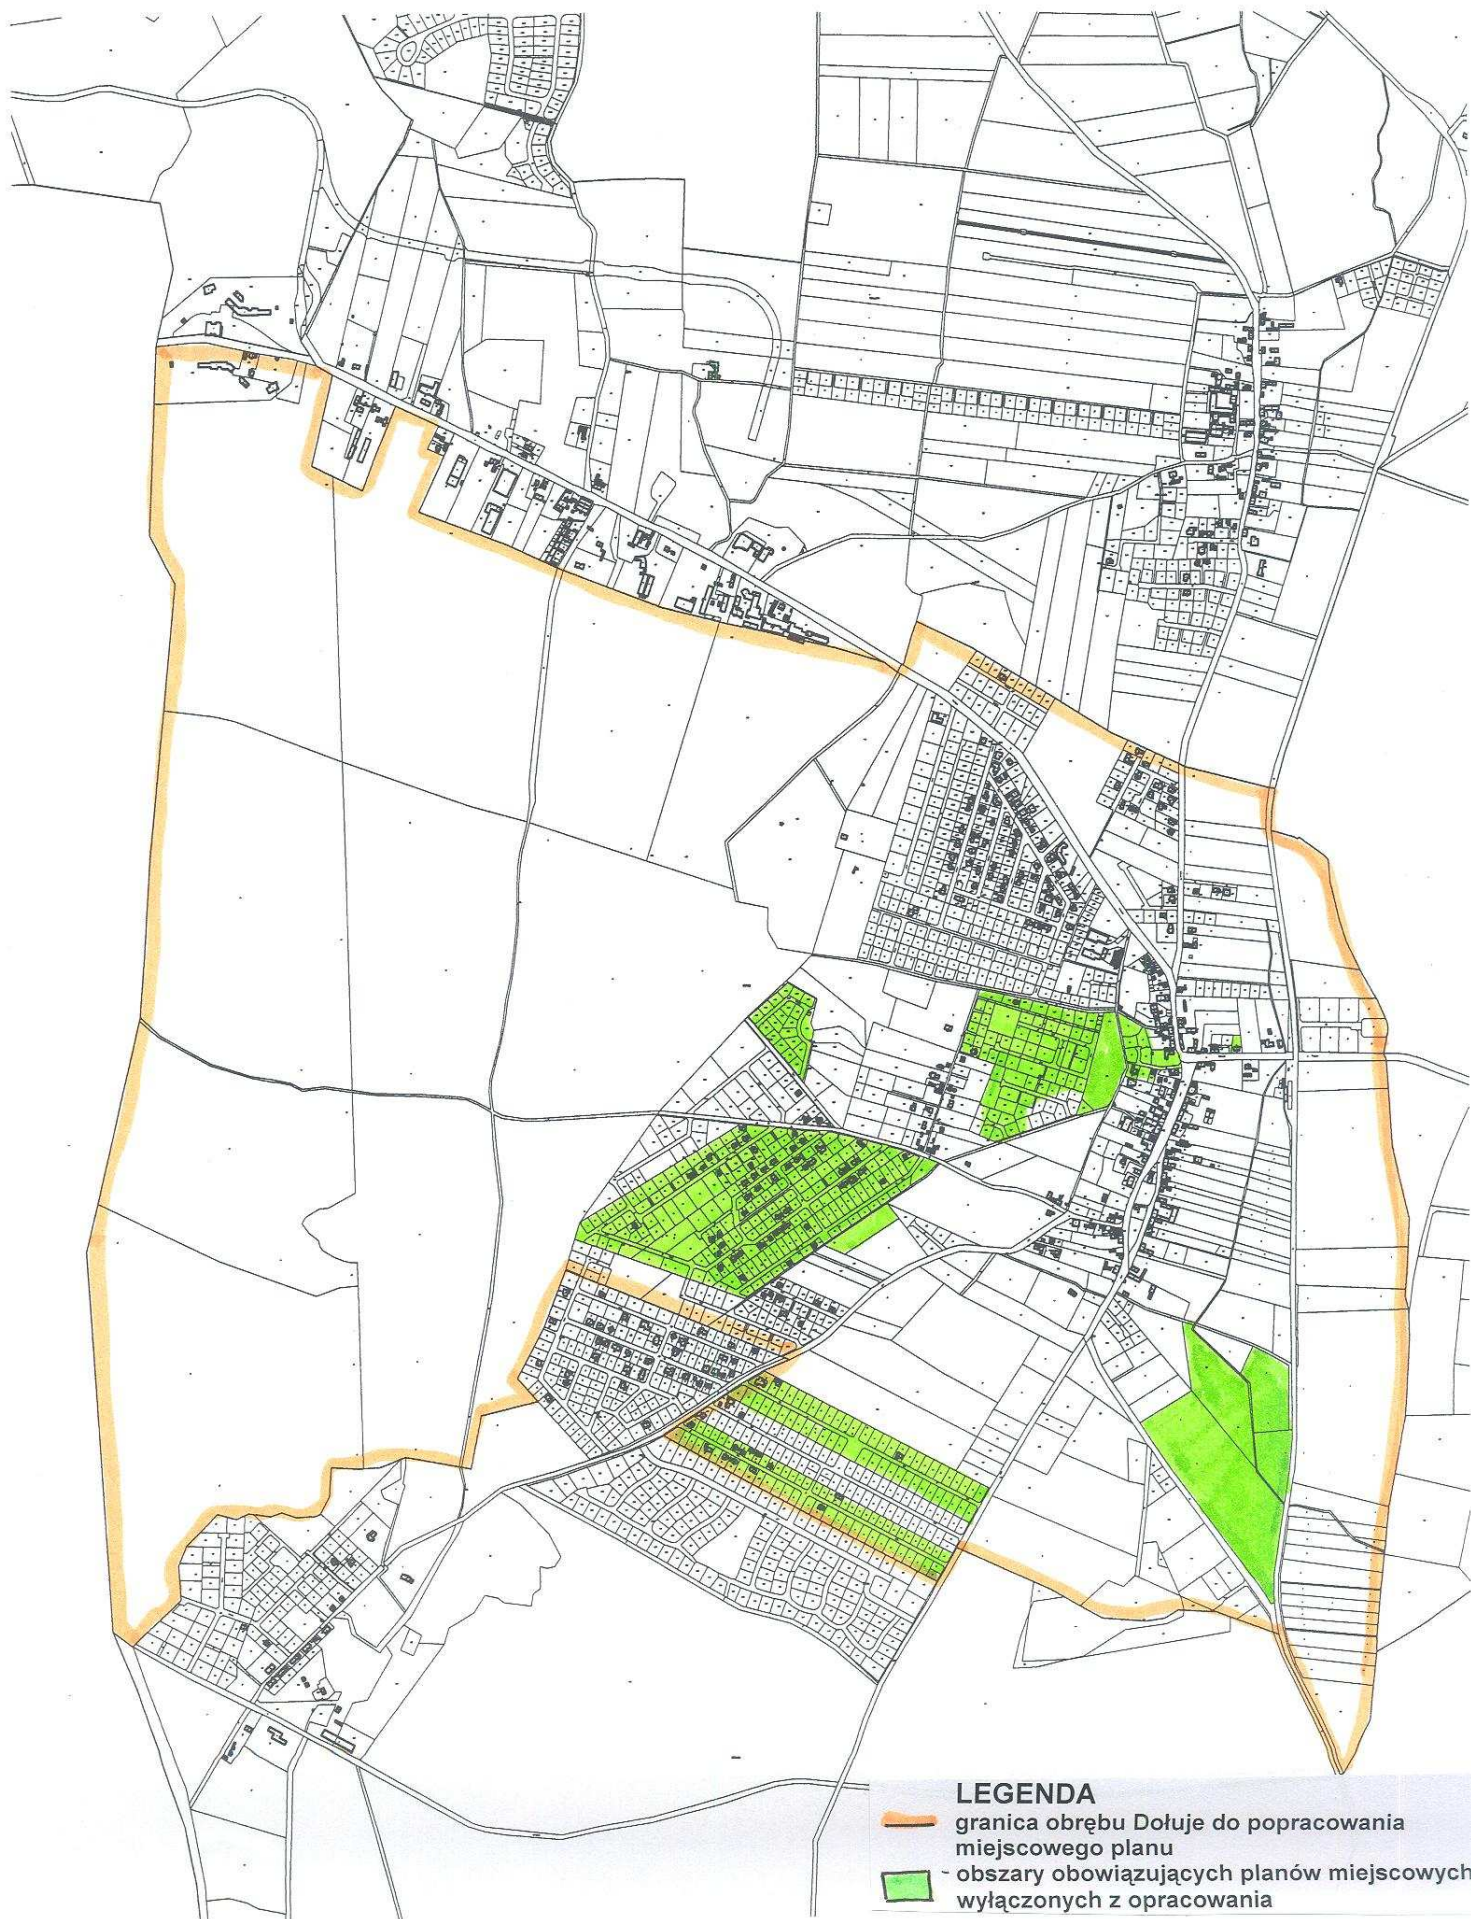 LEGENDA
granica obrębu Dołuje do popracowania
miejscowego planu
- obszary obowiązujących planów miejscowych
wyłączonych z opracowania